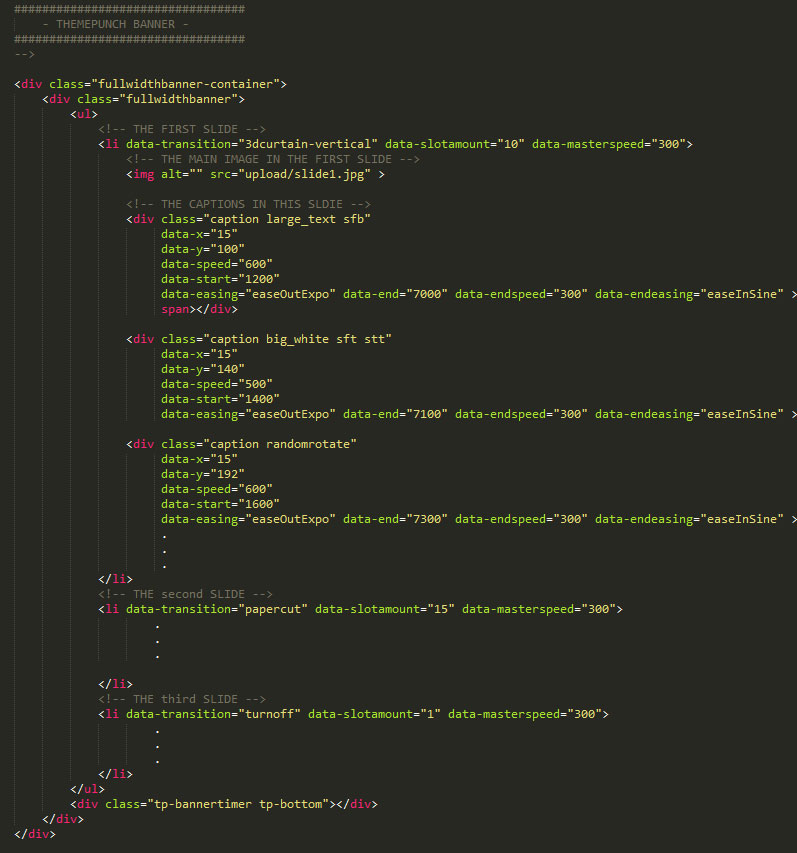 #################################
- THEMEPUNCH BANNER -
#################################
-->
<div class="fullwidthbanner-container">
<div class="fullwidthbanner">
<ul>
<!-- THE FIRST SLIDE -->
<li data-transition="3dcurtain-vertical" data-slotamount="10" data-masterspeed="300">
<!-- THE MAIN IMAGE IN THE FIRST SLIDE -->
<img alt="" src="upload/slide1.jpg" >
<!-- THE CAPTIONS IN THIS SLDIE -->
<div class="caption large_text sfb"
data-x="15"
data-y="100"
data-speed="600"
data-start="1200"
data-easing="easeOutExpo" data-end="7000" data-endspeed="300" data-endeasing="easeInSine" >
span></div>
<div class="caption big_white sft stt"
data-x="15"
data-y="140"
data-speed="500"
data-start="1400"
data-easing="easeOutExpo" data-end="7100" data-endspeed="300" data-endeasing="easeInSine" >
<div class="caption randomrotate"
data-x="15"
data-y="192"
data-speed="600"
data-start="1600"
data-easing="easeOutExpo" data-end="7300" data-endspeed="300" data-endeasing="easeInSine" >
.
.
.
</li>
<!-- THE second SLIDE -->
<li data-transition="papercut" data-slotamount="15" data-masterspeed="300">
.
.
.
</li>
<!-- THE third SLIDE -->
<li data-transition="turnoff" data-slotamount="1" data-masterspeed="300">
.
.
.
</li>
</ul>
<div class="tp-bannertimer tp-bottom"></div>
</div>
</div>